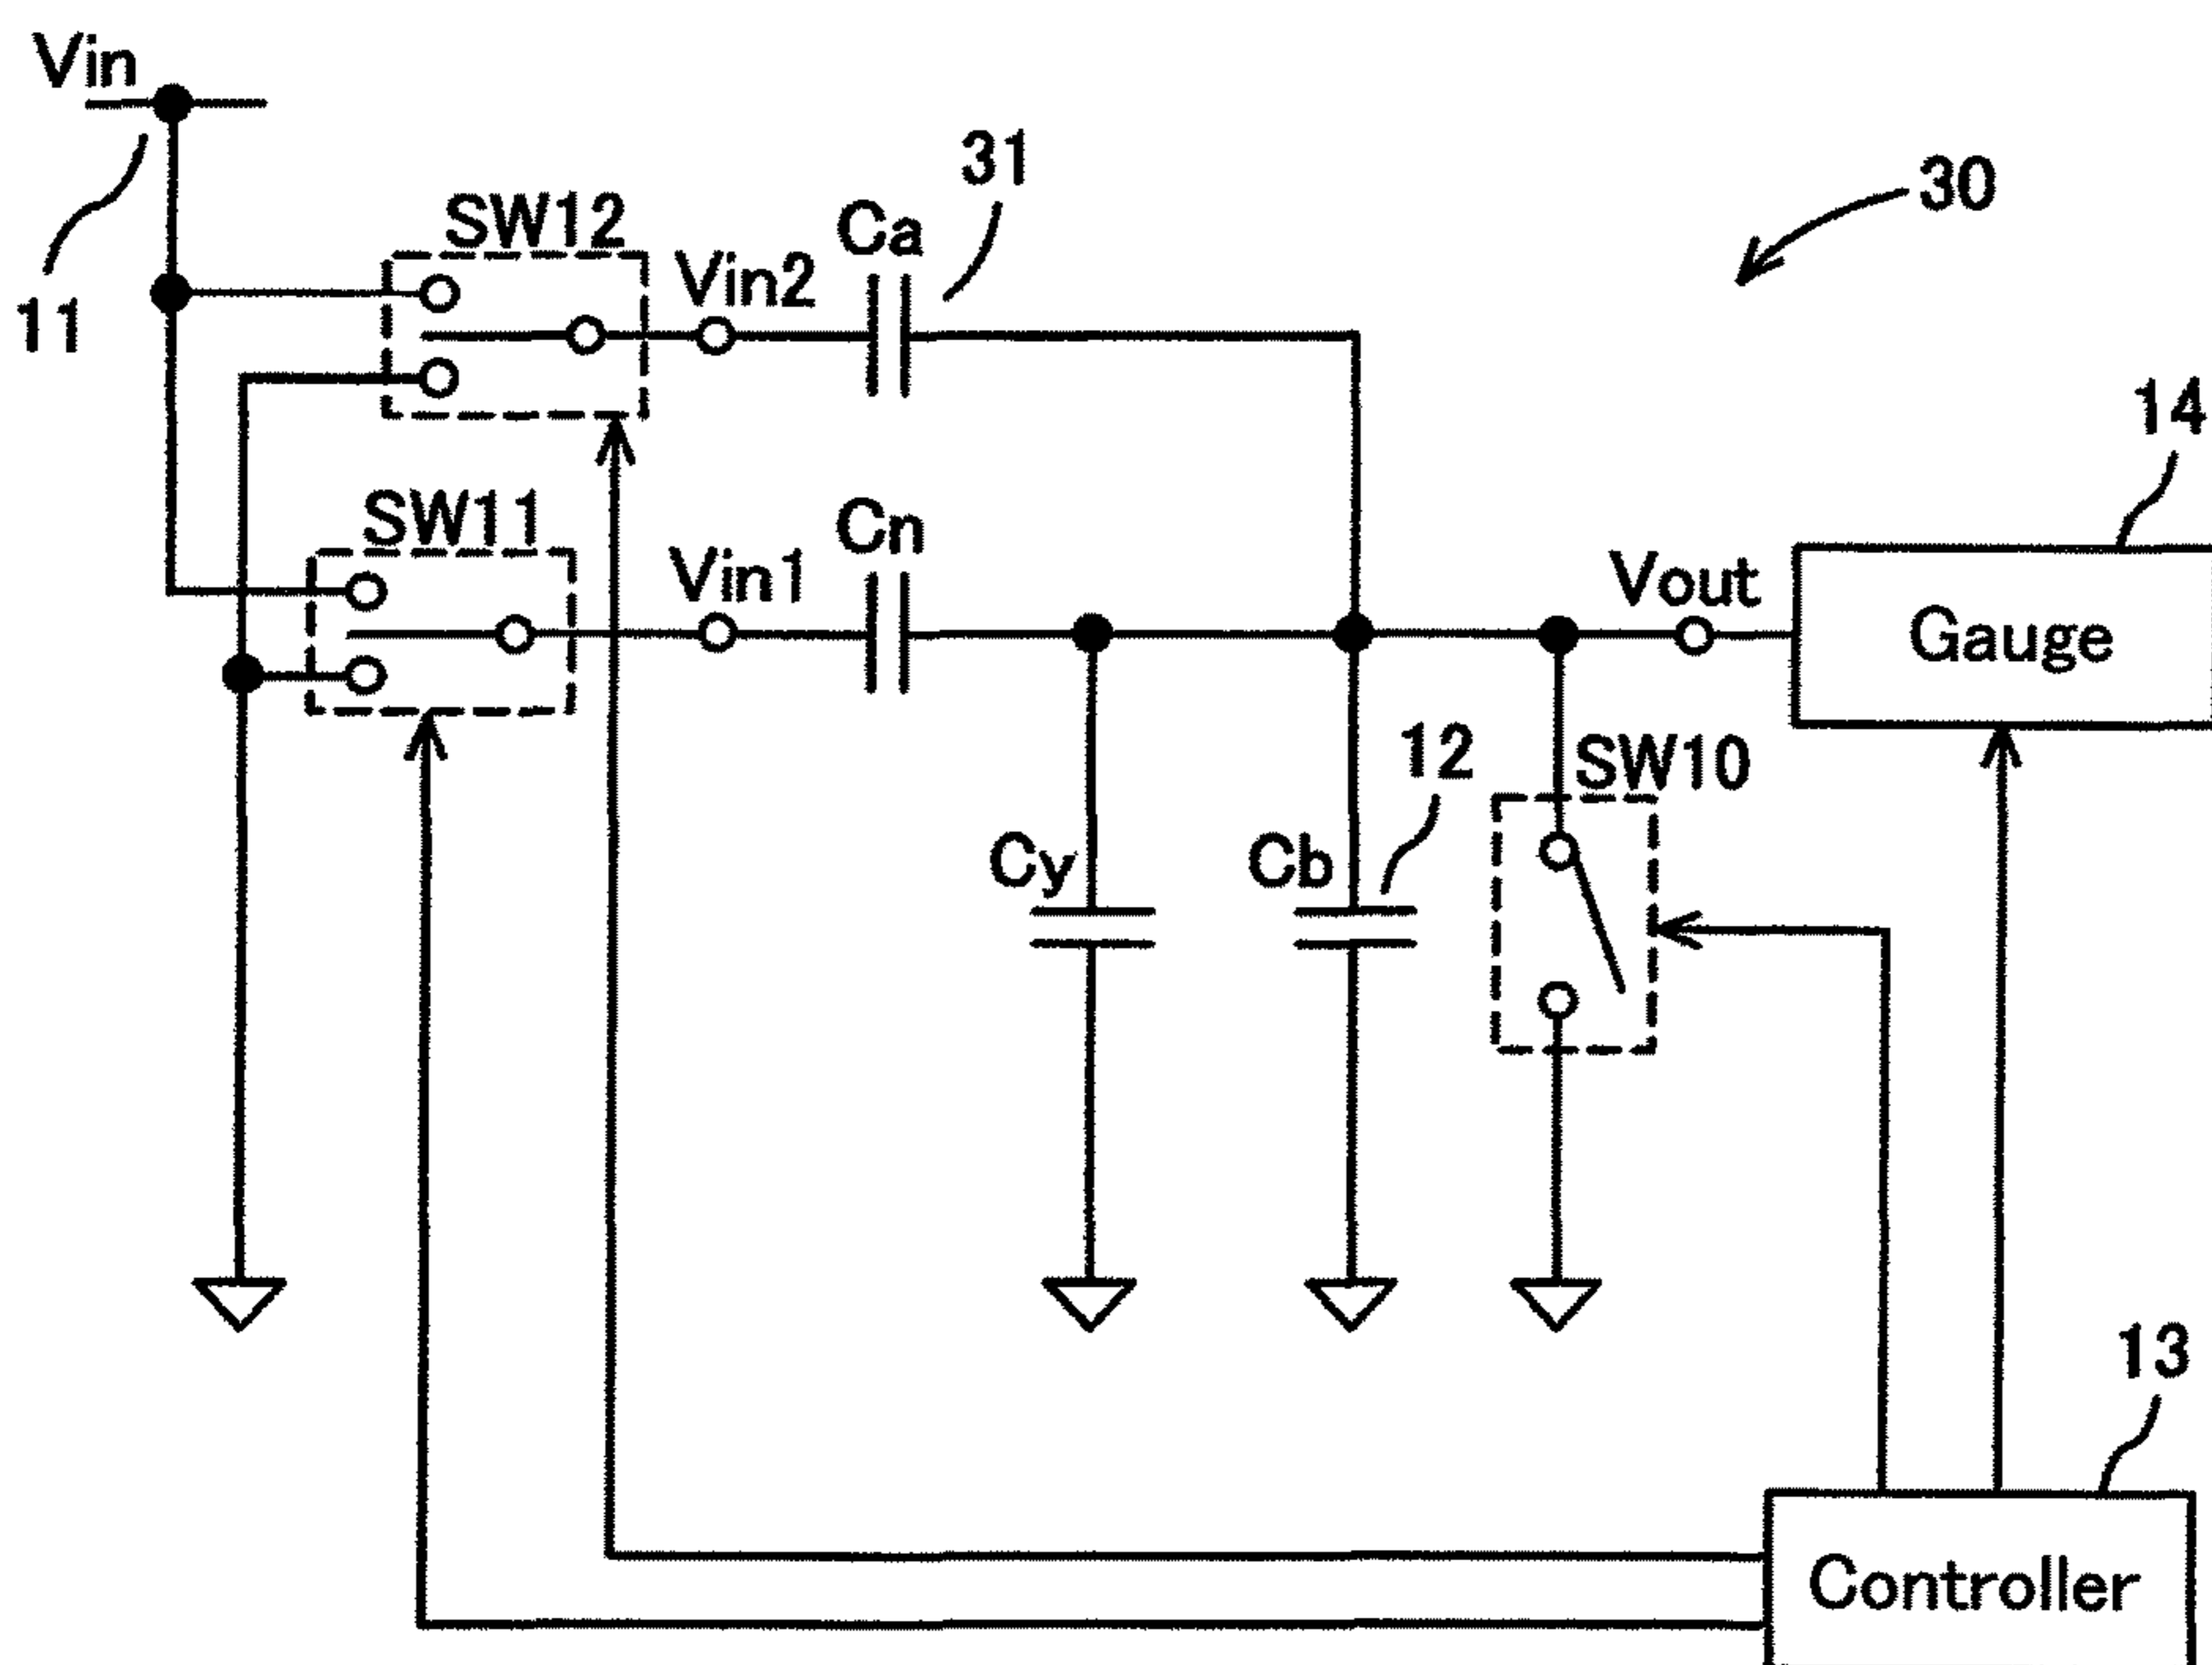 Vin
31
30
SW12
Ca
Vin2
11
14
SW11
Cn
Vin1
Vout
Gauge
12
SW10
Cy
Cb
13
Controller